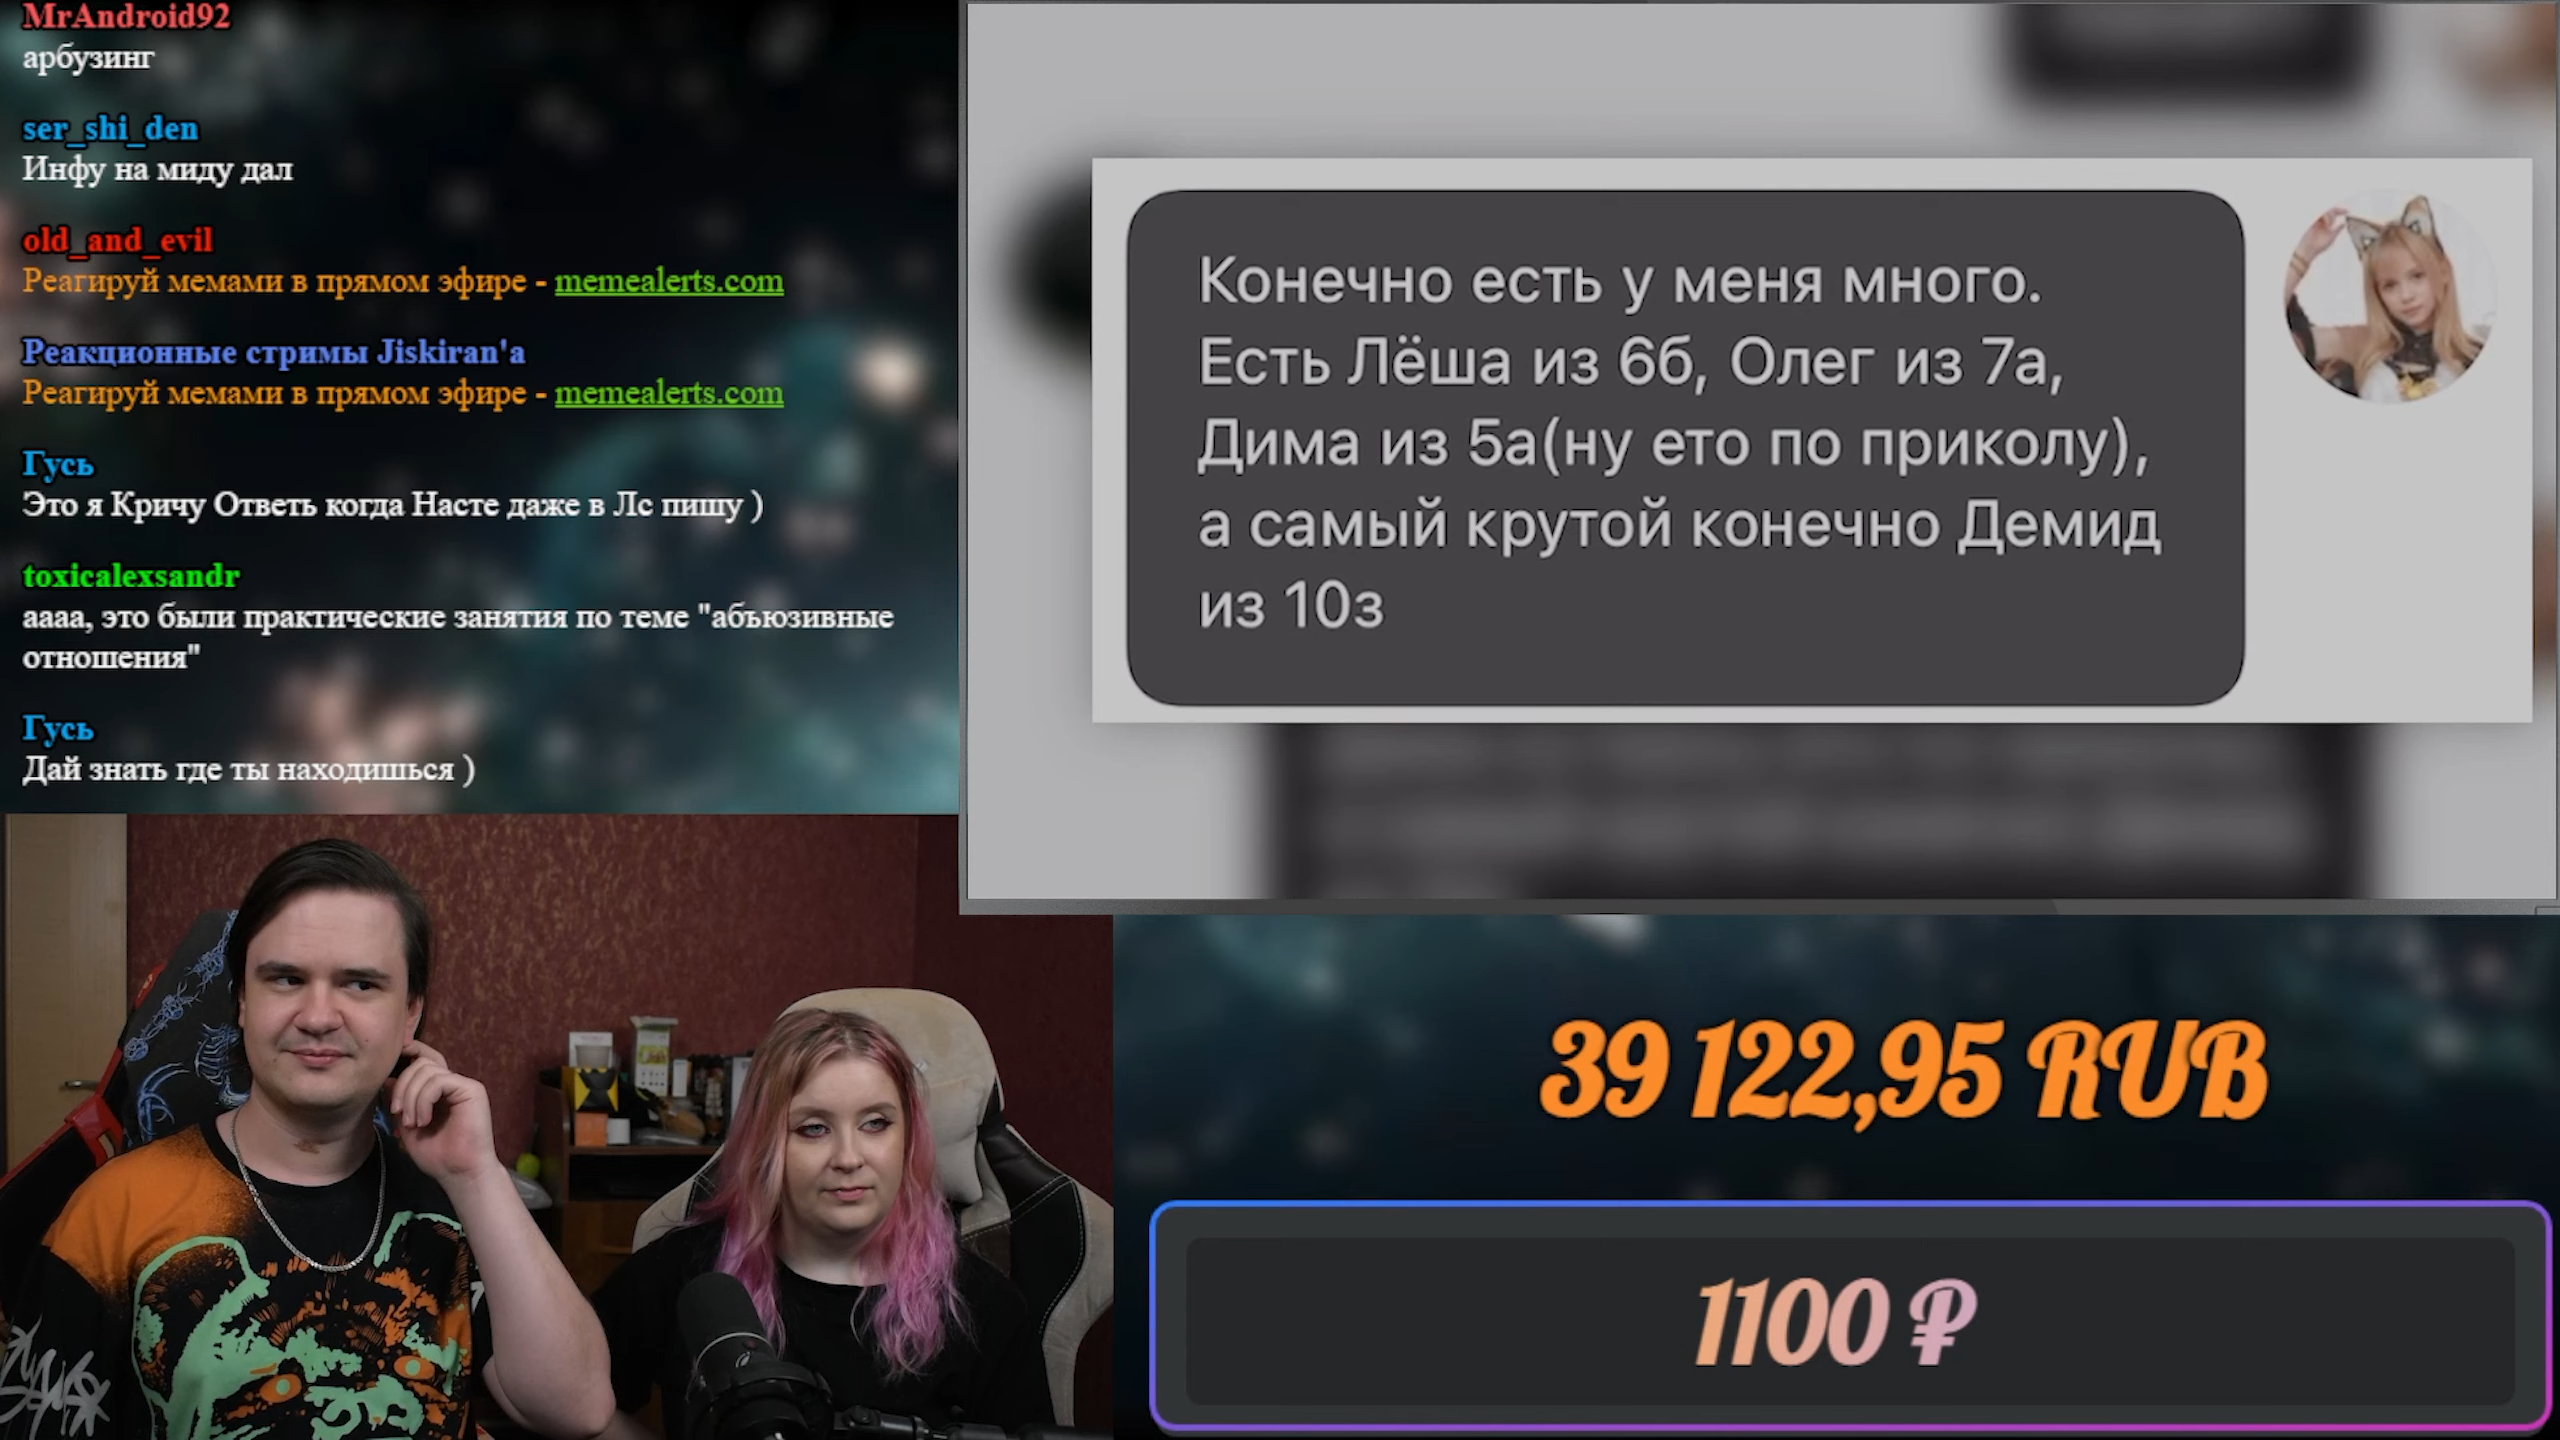 MrAndroid92
арбузинг
ser_shi_den
Инфу на миду дал
old_and_evil
Реагируй мемами в прямом эфире - memealerts.com
Реакционные стримы Jiskiran'a
Реагируй мемами в прямом эфире - memealerts.com
Гусь
Это я Кричу Ответь когда Насте даже в Лс пишу )
toxicalexsandr
аааа, это были практические занятия по теме "абъюзивные
отношения"
Гусь
Дай знать где ты находишься )
Конечно есть у меня много.
Есть Лёша из 6б, Олег из 7а,
Дима из 5а(ну ето по приколу),
а самый крутой конечно Демид
из 10з
39 122,95 RUB
1100 ₽